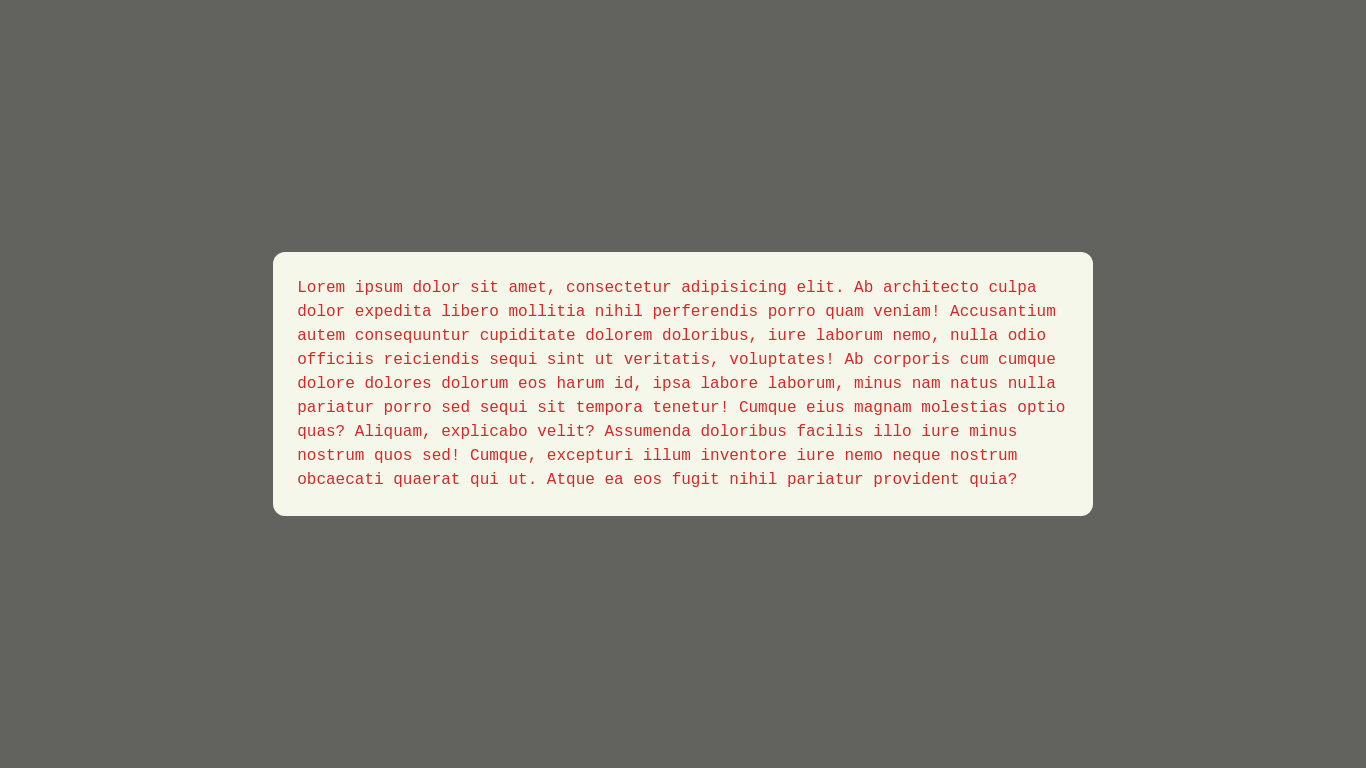 Lorem ipsum dolor sit amet, consectetur adipisicing elit. Ab architecto culpa
dolor expedita libero mollitia nihil perferendis porro quam veniam! Accusantium
autem consequuntur cupiditate dolorem doloribus, iure laborum nemo, nulla odio
officiis reiciendis sequi sint ut veritatis, voluptates! Ab corporis cum cumque
dolore dolores dolorum eos harum id, ipsa labore laborum, minus nam natus nulla
pariatur porro sed sequi sit tempora tenetur! Cumque eius magnam molestias optio
quas? Aliquam, explicabo velit? Assumenda doloribus facilis illo iure minus
nostrum quos sed! Cumque, excepturi illum inventore iure nemo neque nostrum
obcaecati quaerat qui ut. Atque ea eos fugit nihil pariatur provident quia?